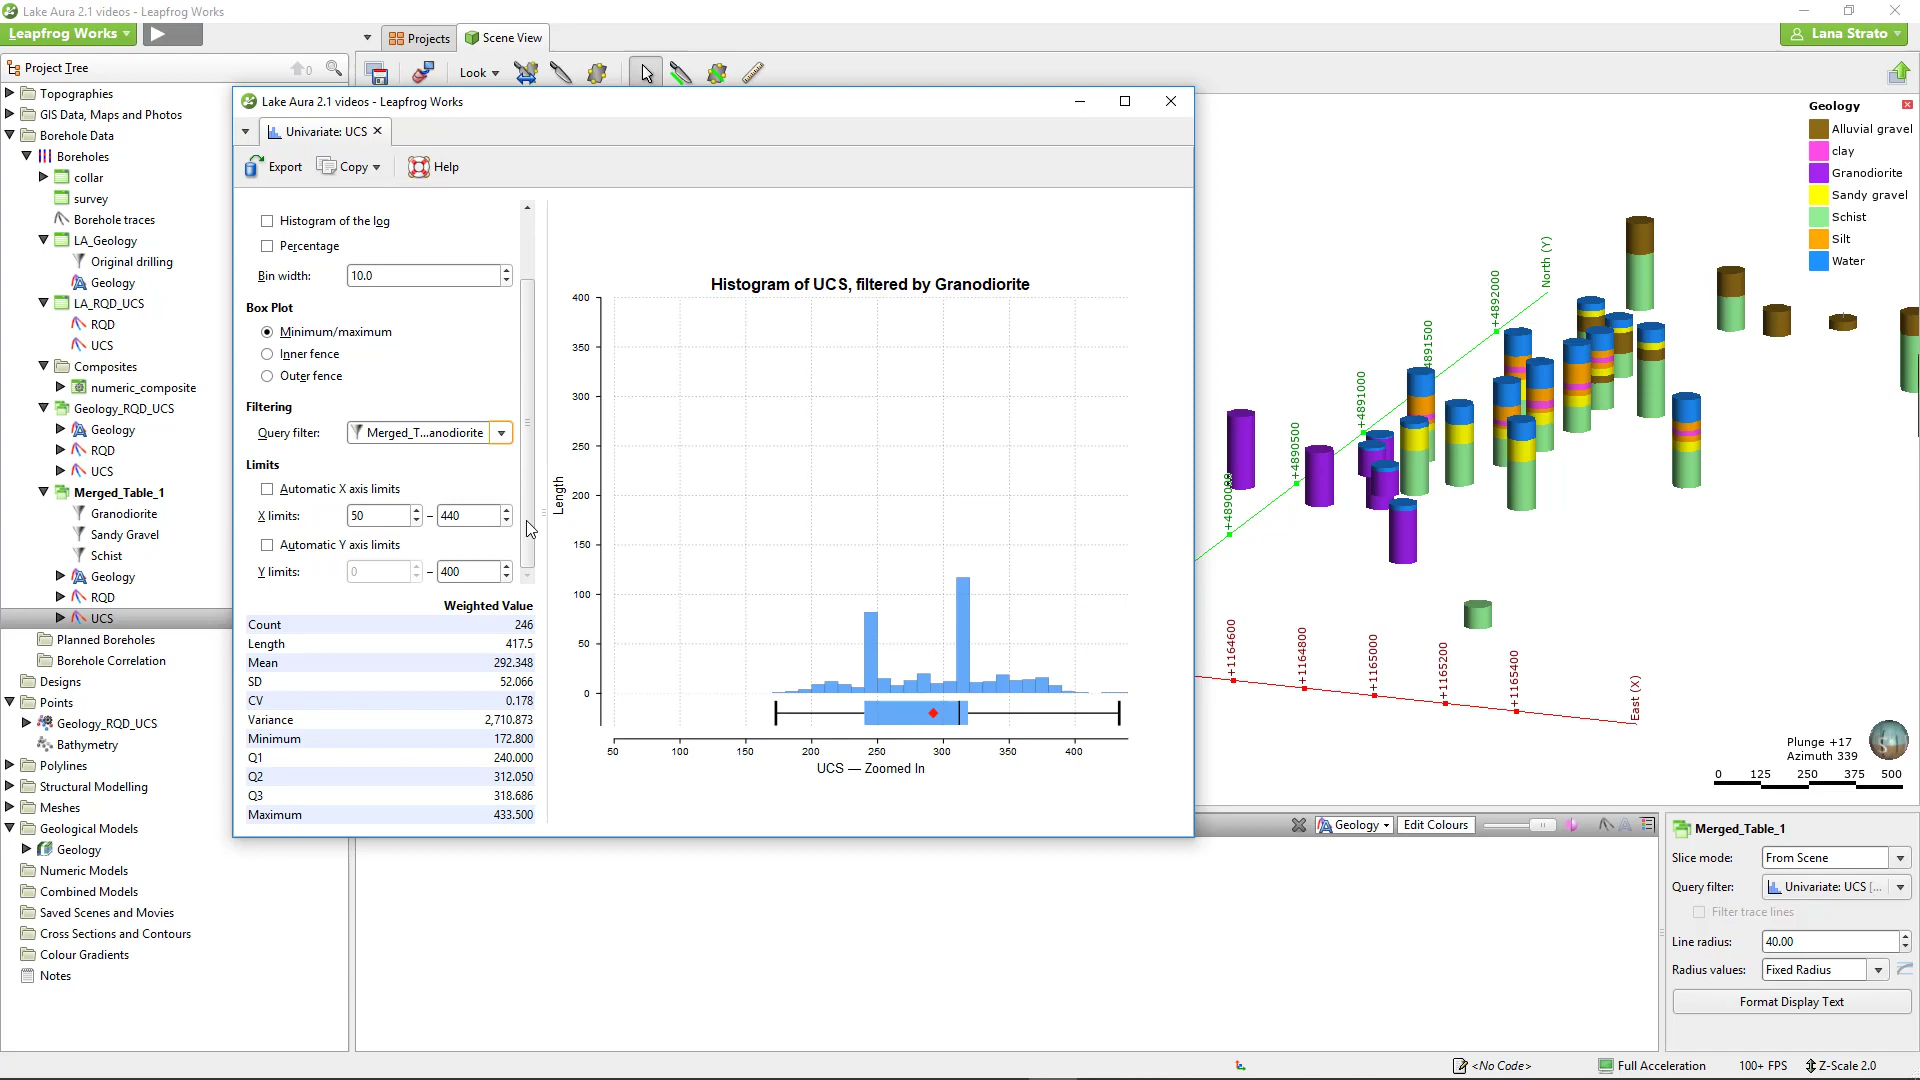 Lake Aura 2.1 videos - Leapfrog Works
Leapfrog Works
Projects
Scene View
Lana Strato
Project Tree
0
Look
Topographies
GIS Data, Maps and Photos
Borehole Data
Boreholes
collar
survey
Borehole traces
LA_Geology
Original drilling
Geology
LA_RQD_UCS
RQD
UCS
Composites
numeric_composite
Geology_RQD_UCS
Geology
RQD
UCS
Merged_Table_1
Granodiorite
Sandy Gravel
Schist
Geology
RQD
UCS
Planned Boreholes
Borehole Correlation
Designs
Points
Geology_RQD_UCS
Bathymetry
Polylines
Structural Modelling
Meshes
Geological Models
Geology
Numeric Models
Combined Models
Saved Scenes and Movies
Cross Sections and Contours
Colour Gradients
Notes
Lake Aura 2.1 videos - Leapfrog Works
Univariate: UCS
Export
Copy
Help
Histogram of the log
Percentage
Bin width: 10.0
Box Plot
Minimum/maximum
Inner fence
Outer fence
Filtering
Query filter: Merged_T...anodiorite
Limits
Automatic X axis limits
X limits: 50 – 440
Automatic Y axis limits
Y limits: 0 – 400
Weighted Value
Count 246
Length 417.5
Mean 292.348
SD 52.066
CV 0.178
Variance 2,710.873
Minimum 172.800
Q1 240.000
Q2 312.050
Q3 318.686
Maximum 433.500
Histogram of UCS, filtered by Granodiorite
400
350
300
250
200
150
100
50
0
Length
50 100 150 200 250 300 350 400
UCS — Zoomed In
Geology
Alluvial gravel
clay
Granodiorite
Sandy gravel
Schist
Silt
Water
North (Y)
+4892000
+4891500
+4891000
+4890500
+4890000
+1164600
+1164800
+1165000
+1165200
+1165400
East (X)
Plunge +17
Azimuth 339
0 125 250 375 500
Geology
Edit Colours
Merged_Table_1
Slice mode: From Scene
Query filter: Univariate: UCS [...
Filter trace lines
Line radius: 40.00
Radius values: Fixed Radius
Format Display Text
<No Code>
Full Acceleration
100+ FPS
Z-Scale 2.0